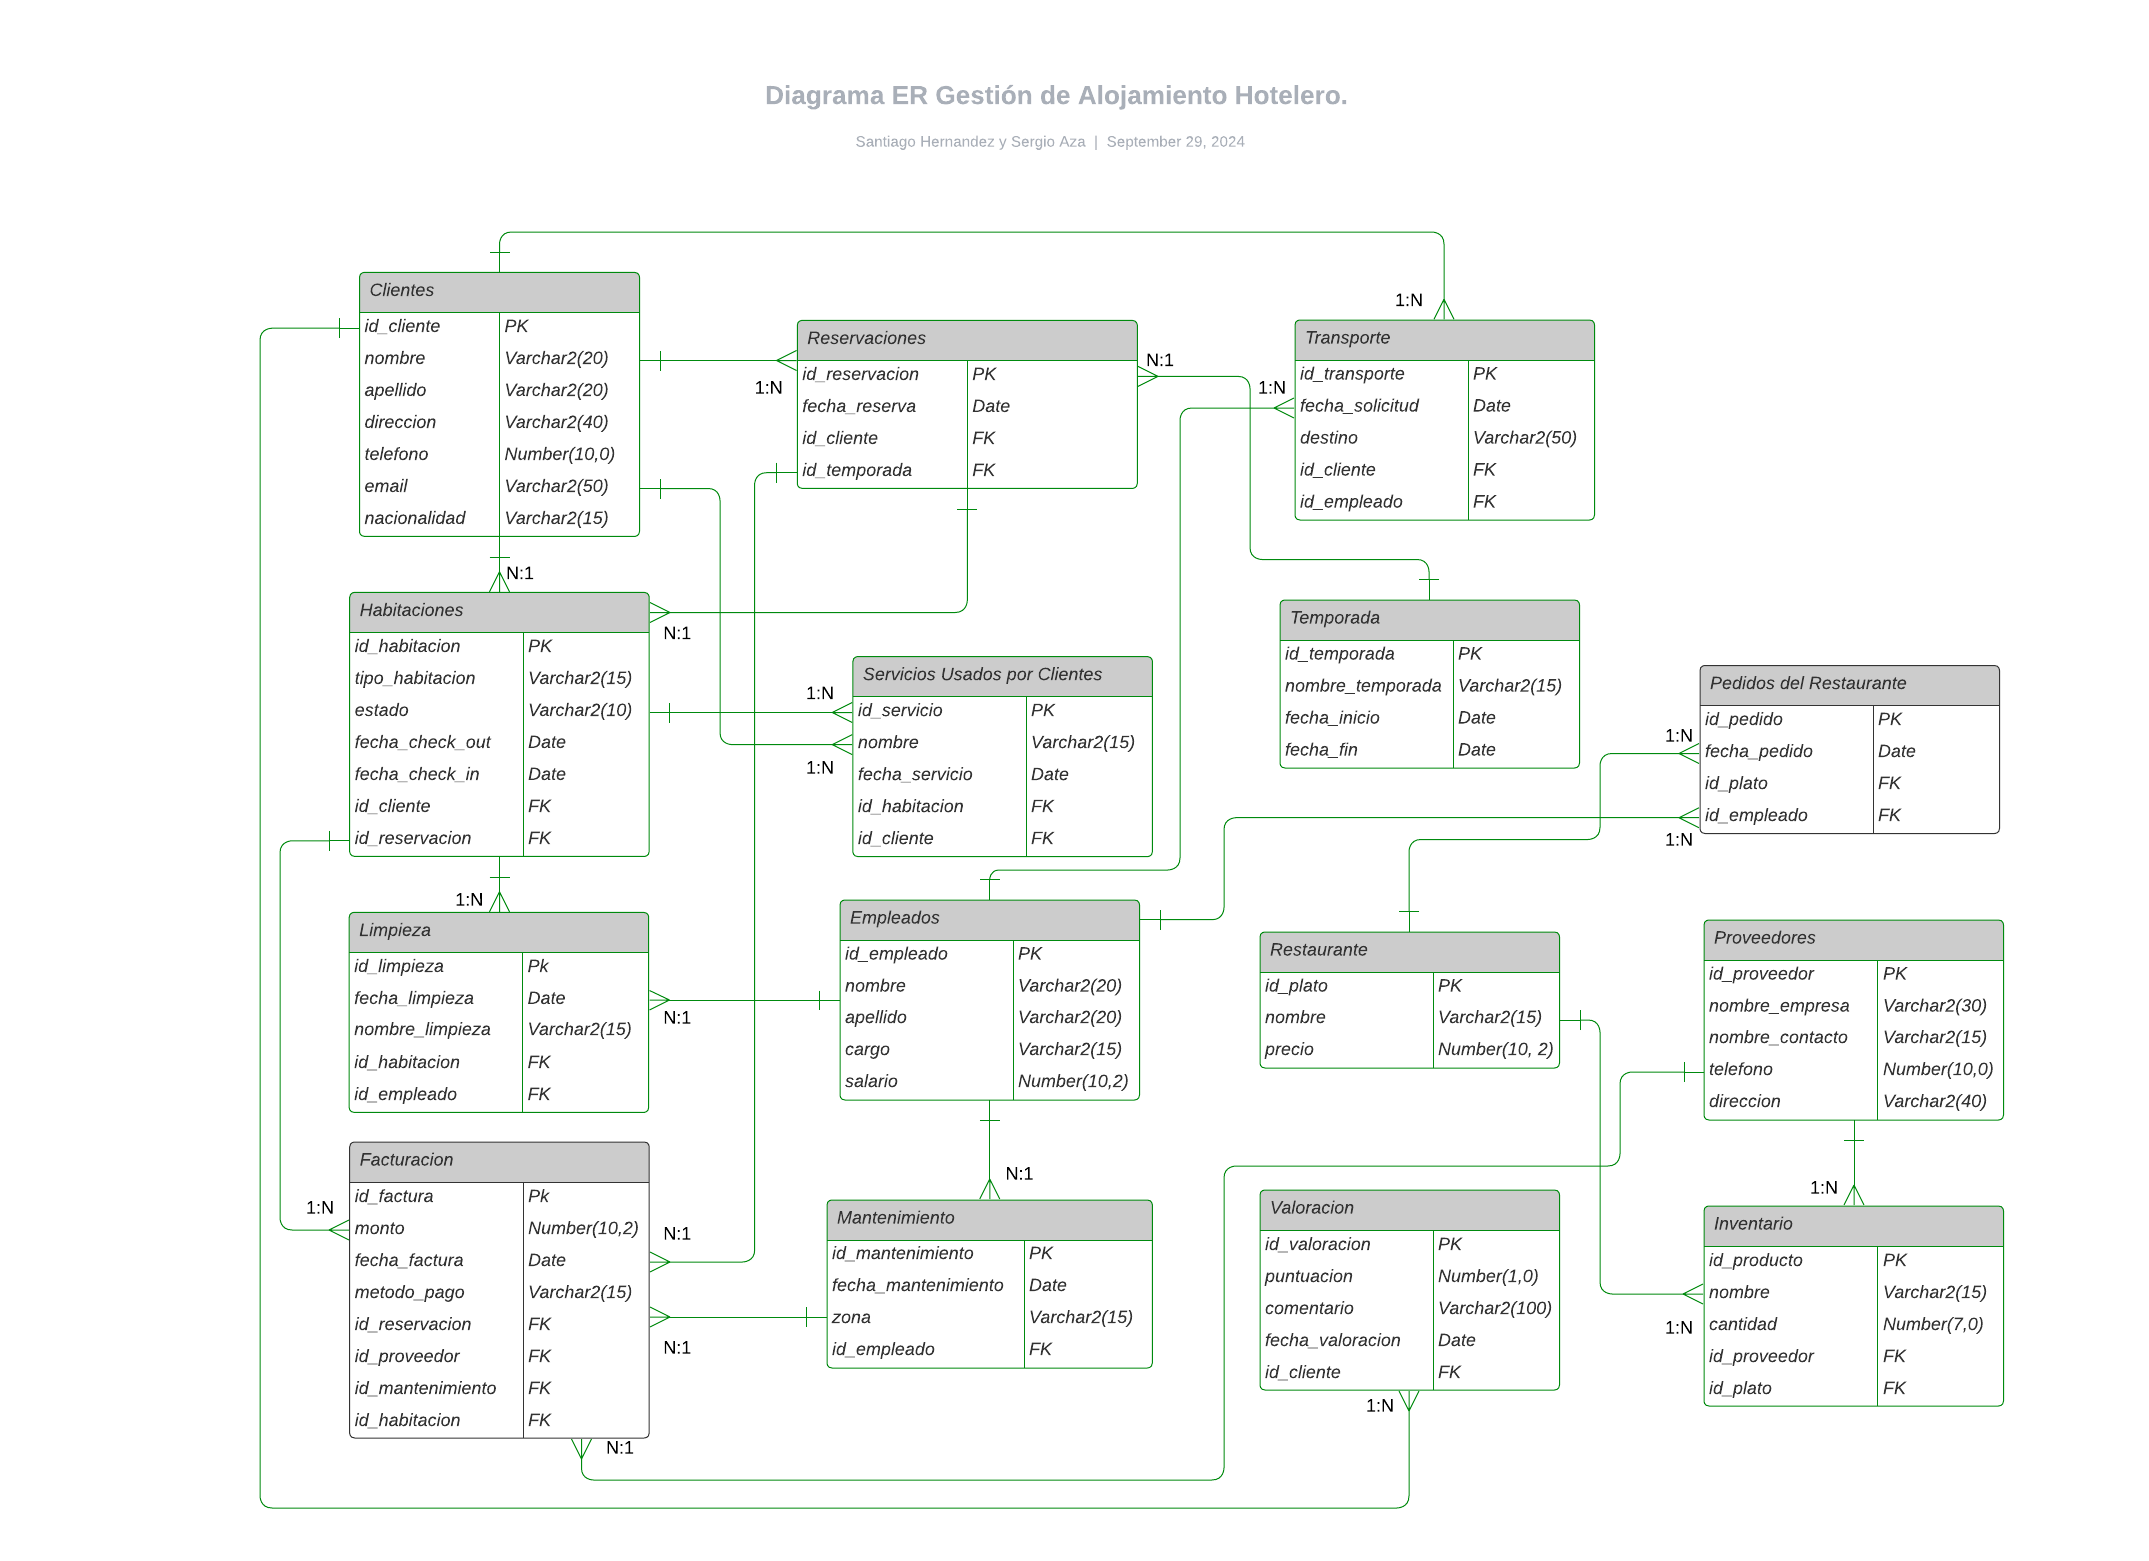 Diagrama ER Gestión de Alojamiento Hotelero.
Santiago Hernandez y Sergio Aza | September 29, 2024
Clientes
id_cliente PK
nombre Varchar2(20)
apellido Varchar2(20)
direccion Varchar2(40)
telefono Number(10,0)
email Varchar2(50)
nacionalidad Varchar2(15)
1:N
Reservaciones
id_reservacion PK
fecha_reserva Date
id_cliente FK
id_temporada FK
N:1
1:N
1:N
Transporte
id_transporte PK
fecha_solicitud Date
destino Varchar2(50)
id_cliente FK
id_empleado FK
N:1
Habitaciones
id_habitacion PK
tipo_habitacion Varchar2(15)
estado Varchar2(10)
fecha_check_out Date
fecha_check_in Date
id_cliente FK
id_reservacion FK
N:1
1:N
1:N
Servicios Usados por Clientes
id_servicio PK
nombre Varchar2(15)
fecha_servicio Date
id_habitacion FK
id_cliente FK
Temporada
id_temporada PK
nombre_temporada Varchar2(15)
fecha_inicio Date
fecha_fin Date
1:N
1:N
Pedidos del Restaurante
id_pedido PK
fecha_pedido Date
id_plato FK
id_empleado FK
1:N
Limpieza
id_limpieza Pk
fecha_limpieza Date
nombre_limpieza Varchar2(15)
id_habitacion FK
id_empleado FK
N:1
Empleados
id_empleado PK
nombre Varchar2(20)
apellido Varchar2(20)
cargo Varchar2(15)
salario Number(10,2)
Restaurante
id_plato PK
nombre Varchar2(15)
precio Number(10, 2)
Proveedores
id_proveedor PK
nombre_empresa Varchar2(30)
nombre_contacto Varchar2(15)
telefono Number(10,0)
direccion Varchar2(40)
1:N
Facturacion
id_factura Pk
monto Number(10,2)
fecha_factura Date
metodo_pago Varchar2(15)
id_reservacion FK
id_proveedor FK
id_mantenimiento FK
id_habitacion FK
N:1
N:1
N:1
N:1
Mantenimiento
id_mantenimiento PK
fecha_mantenimiento Date
zona Varchar2(15)
id_empleado FK
Valoracion
id_valoracion PK
puntuacion Number(1,0)
comentario Varchar2(100)
fecha_valoracion Date
id_cliente FK
1:N
1:N
1:N
Inventario
id_producto PK
nombre Varchar2(15)
cantidad Number(7,0)
id_proveedor FK
id_plato FK